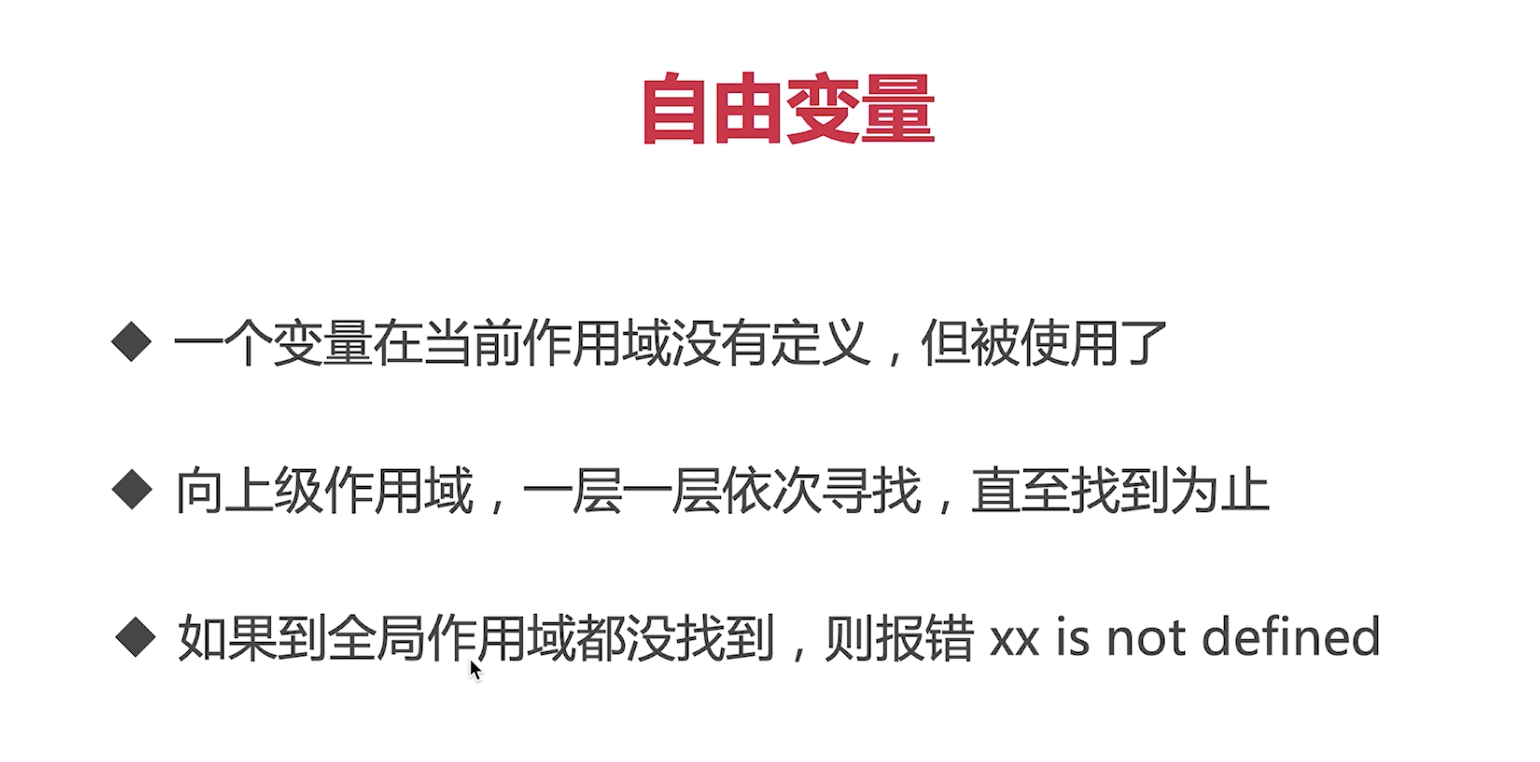 自由变量
◆ 一个变量在当前作用域没有定义，但被使用了
◆ 向上级作用域，一层一层依次寻找，直至找到为止
◆ 如果到全局作用域都没找到，则报错 xx is not defined